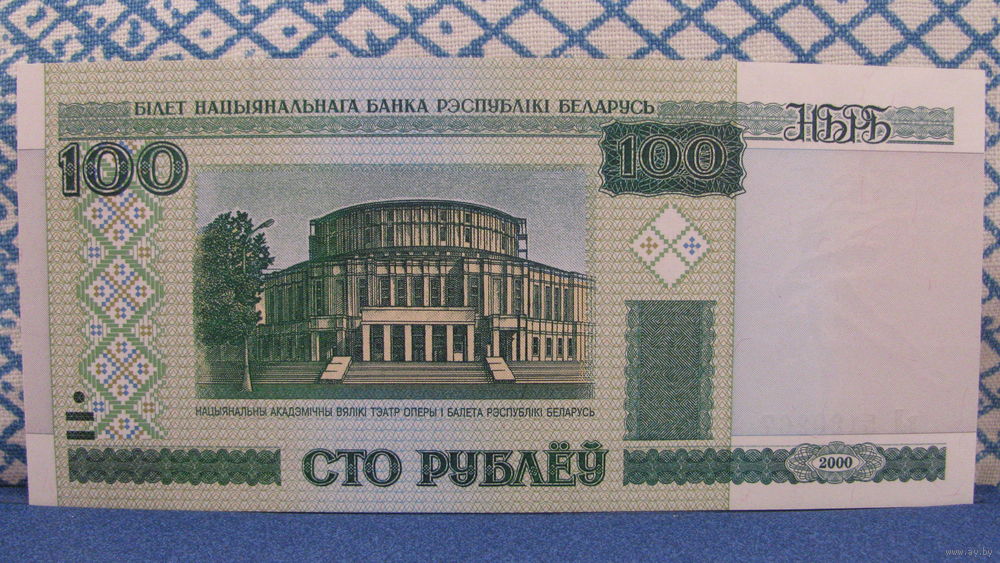 БІЛЕТ НАЦЫЯНАЛЬНАГА БАНКА РЭСПУБЛІКІ БЕЛАРУСЬ
НБРБ
100
100
НАЦЫЯНАЛЬНЫ АКАДЭМІЧНЫ ВЯЛІКІ ТЭАТР ОПЕРЫ І БАЛЕТА РЭСПУБЛІКІ БЕЛАРУСЬ
СТО РУБЛЁЎ
2000
www.ay.by